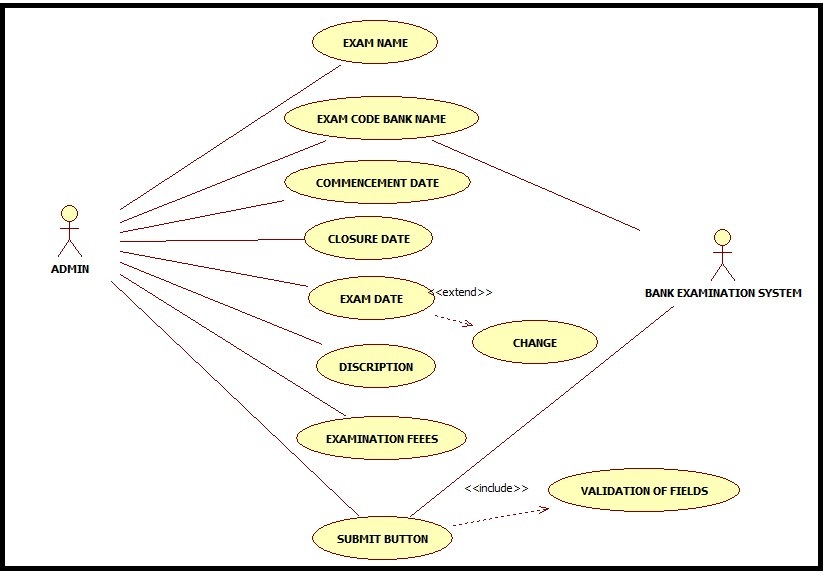 EXAM NAME
EXAM CODE BANK NAME
COMMENCEMENT DATE
CLOSURE DATE
ADMIN
EXAM DATE
<<extend>>
BANK EXAMINATION SYSTEM
CHANGE
DISCRIPTION
EXAMINATION FEEES
<<include>>
VALIDATION OF FIELDS
SUBMIT BUTTON